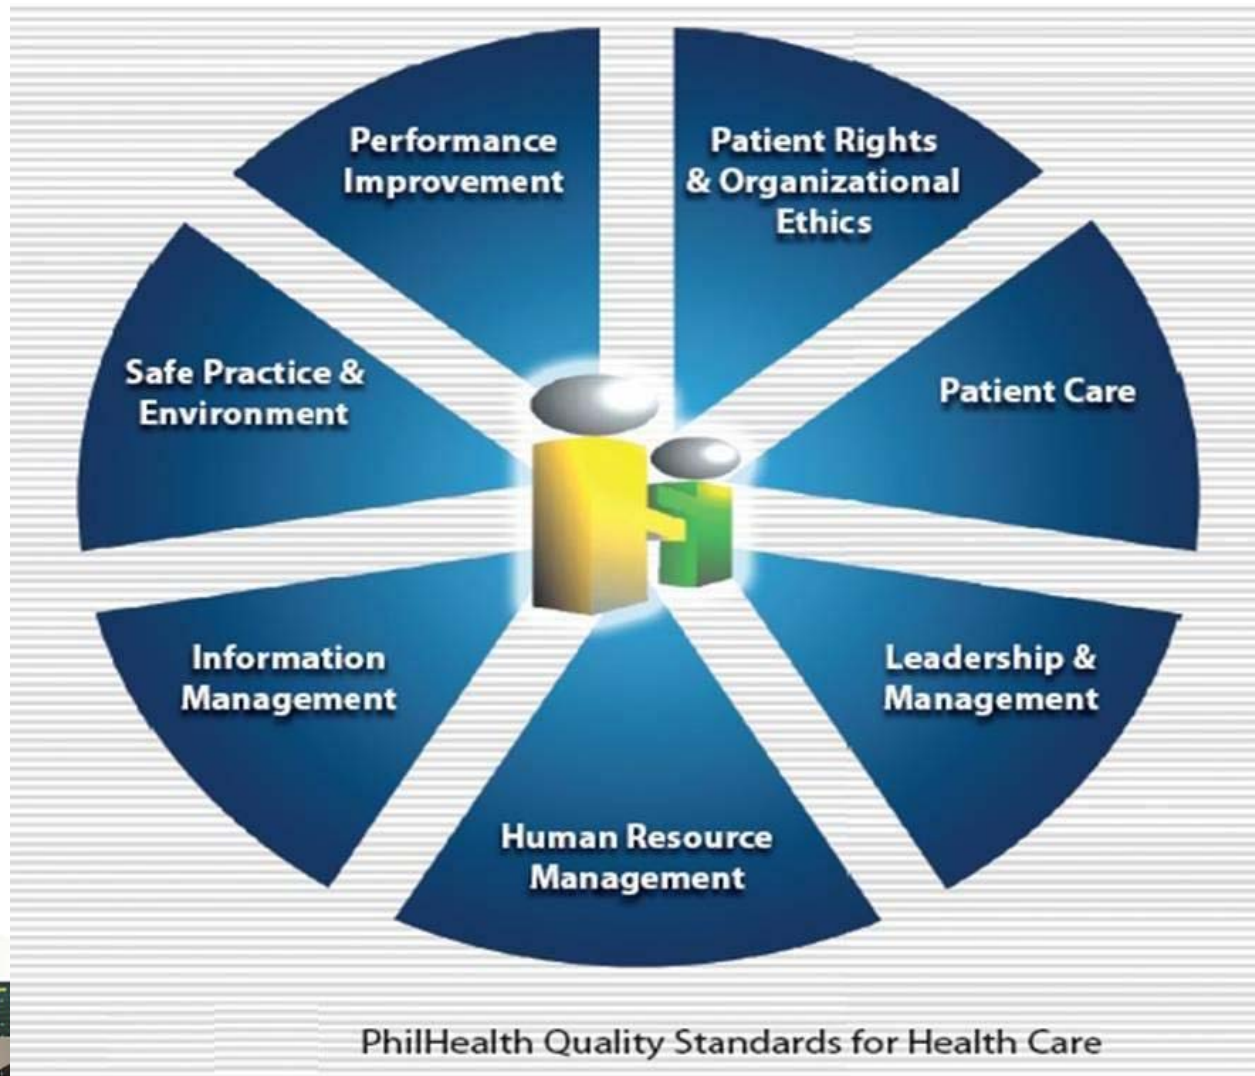 Performance
Improvement
Patient Rights
& Organizational
Ethics
Safe Practice &
Environment
Patient Care
Information
Management
Leadership &
Management
Human Resource
Management
PhilHealth Quality Standards for Health Care